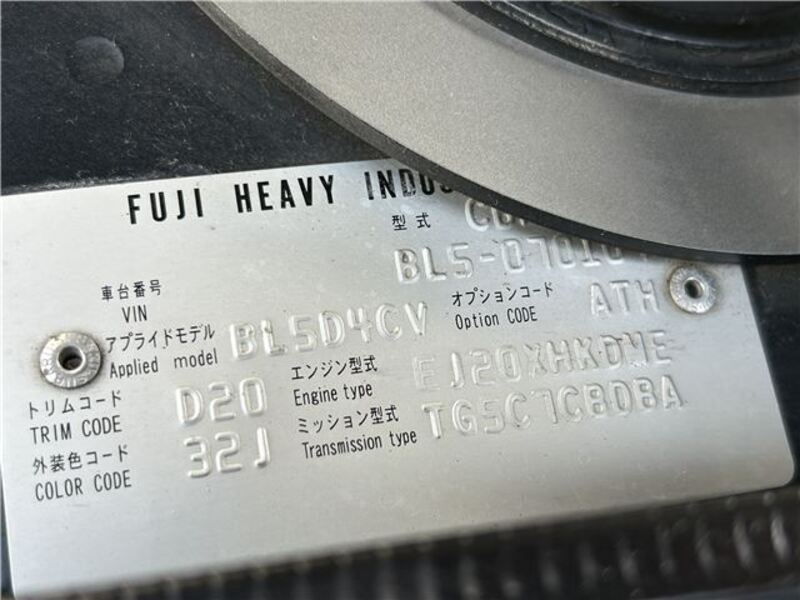 FUJI HEAVY
型式
車台番号
VIN BL5-0701
アプライドモデル
Applied model BL5D4CV
オプションコード
Option CODE ATH
トリムコード
TRIM CODE D20
エンジン型式
Engine type EJ20XHKDME
外装色コード
COLOR CODE 32J
ミッション型式
Transmission type TG5C7CBDBA